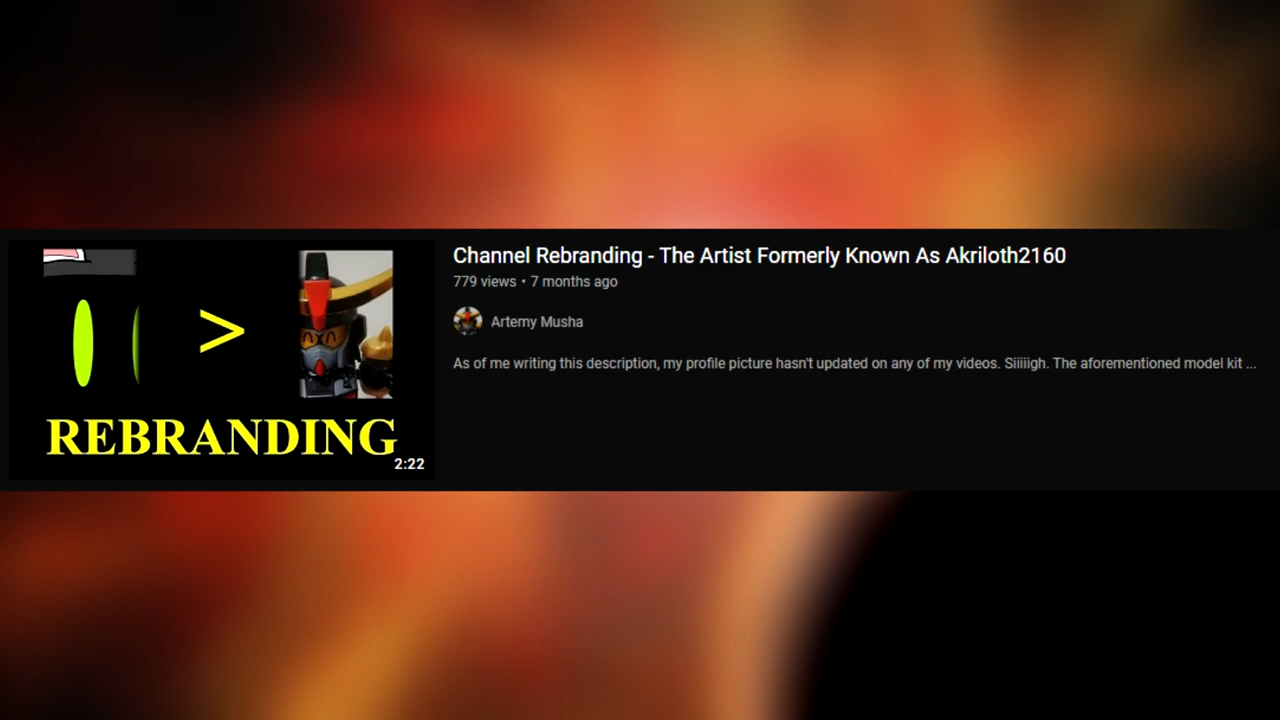 Channel Rebranding - The Artist Formerly Known As Akriloth2160
779 views • 7 months ago
Artemy Musha
As of me writing this description, my profile picture hasn't updated on any of my videos. Siiiiigh. The aforementioned model kit ...
>
REBRANDING
2:22